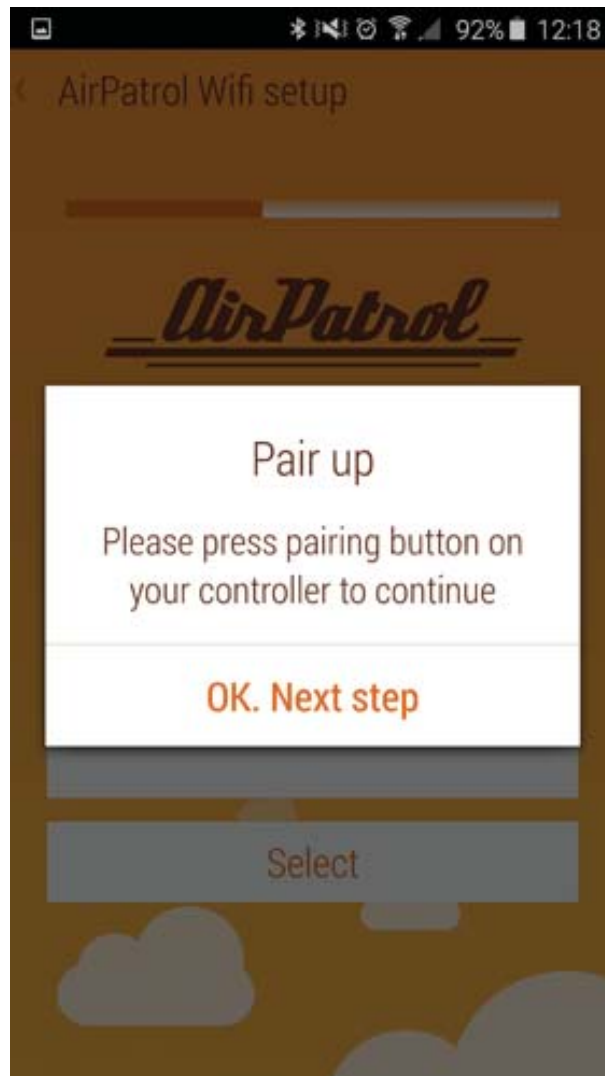 92% 12:18
AirPatrol Wifi setup
AirPatrol
Pair up
Please press pairing button on
your controller to continue
OK. Next step
Select